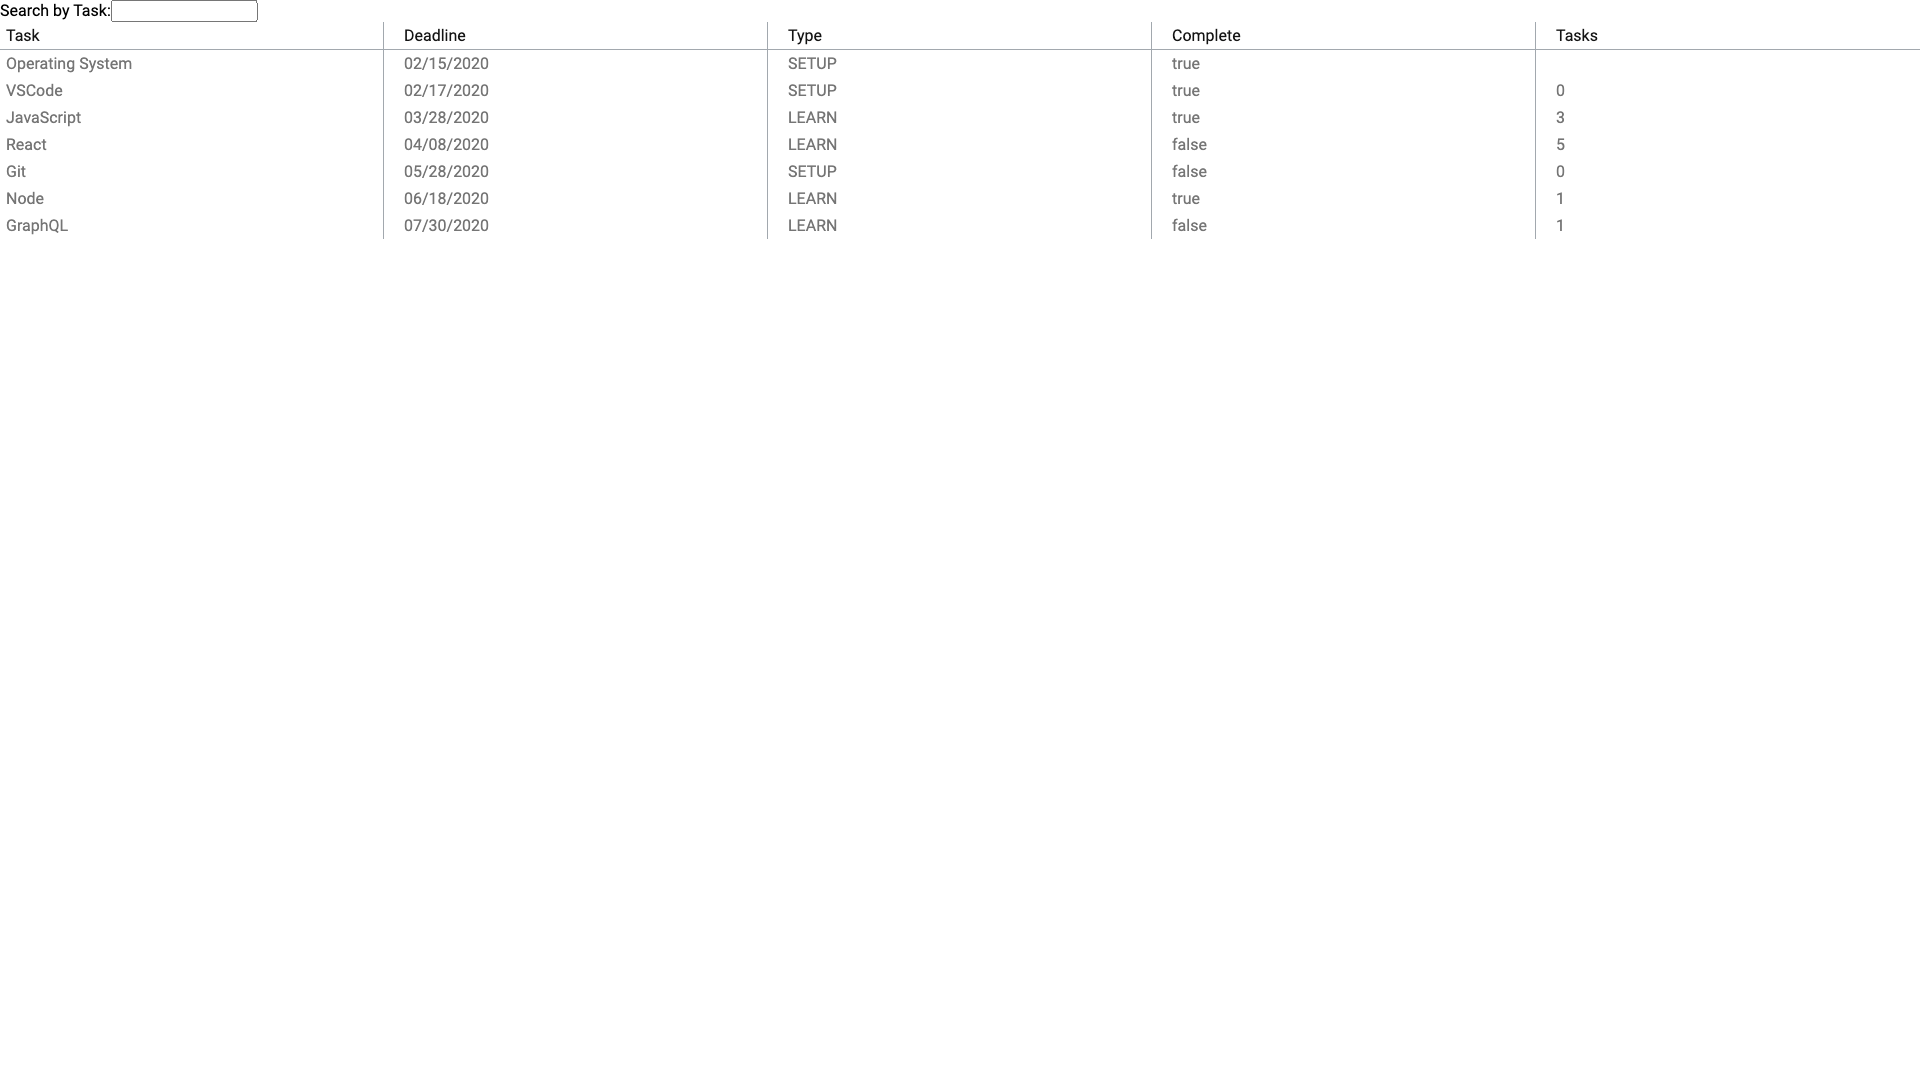 Search by Task:
Task Deadline Type Complete Tasks
Operating System 02/15/2020 SETUP true
VSCode 02/17/2020 SETUP true 0
JavaScript 03/28/2020 LEARN true 3
React 04/08/2020 LEARN false 5
Git 05/28/2020 SETUP false 0
Node 06/18/2020 LEARN true 1
GraphQL 07/30/2020 LEARN false 1